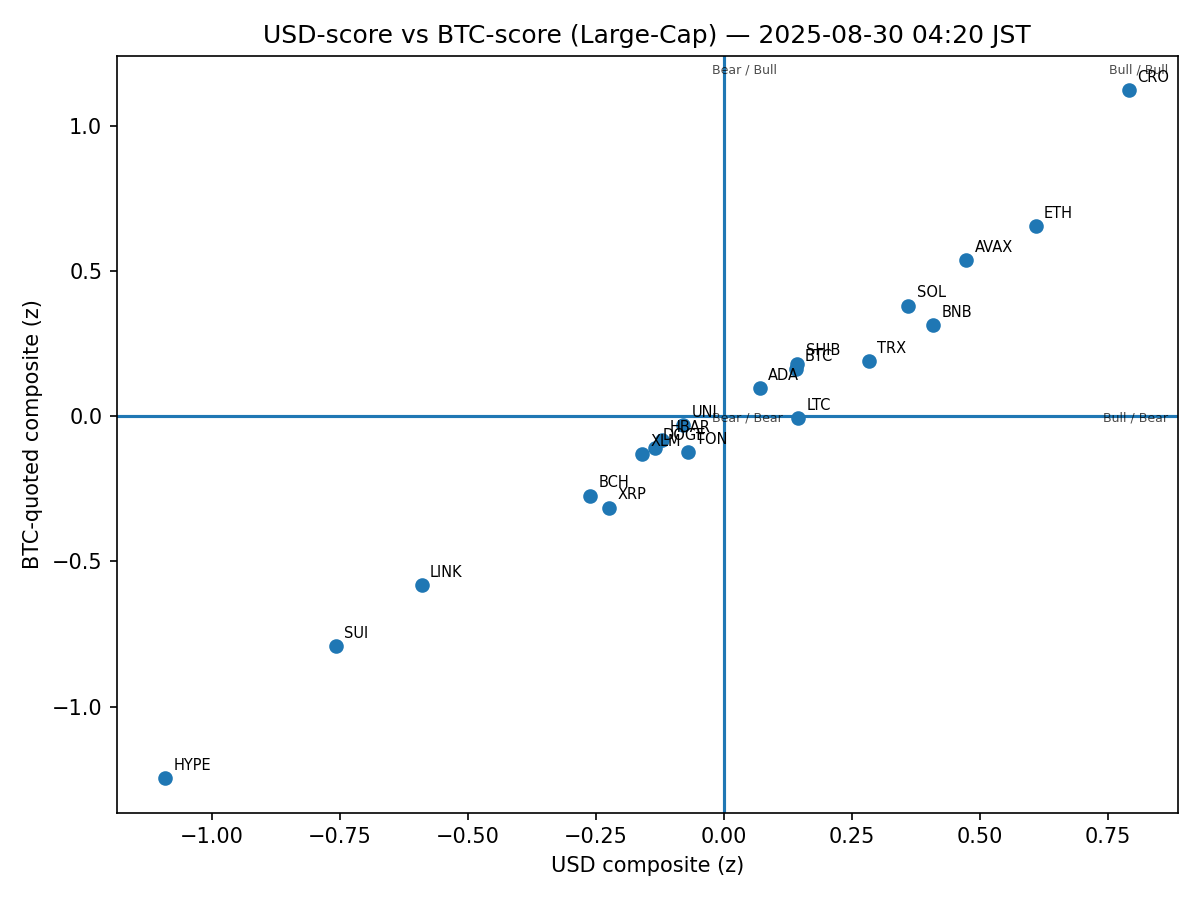 USD-score vs BTC-score (Large-Cap) — 2025-08-30 04:20 JST
Bear / Bull
Bull / Bull
CRO
ETH
AVAX
SOL
BNB
SHIB
BTC
TRX
ADA
LTC
UNI
Bear / Bear
Bull / Bear
HBAR
DOGE
XLM
TON
BCH
XRP
LINK
SUI
HYPE
1.0
0.5
0.0
−0.5
−1.0
BTC-quoted composite (z)
−1.00
−0.75
−0.50
−0.25
0.00
0.25
0.50
0.75
USD composite (z)